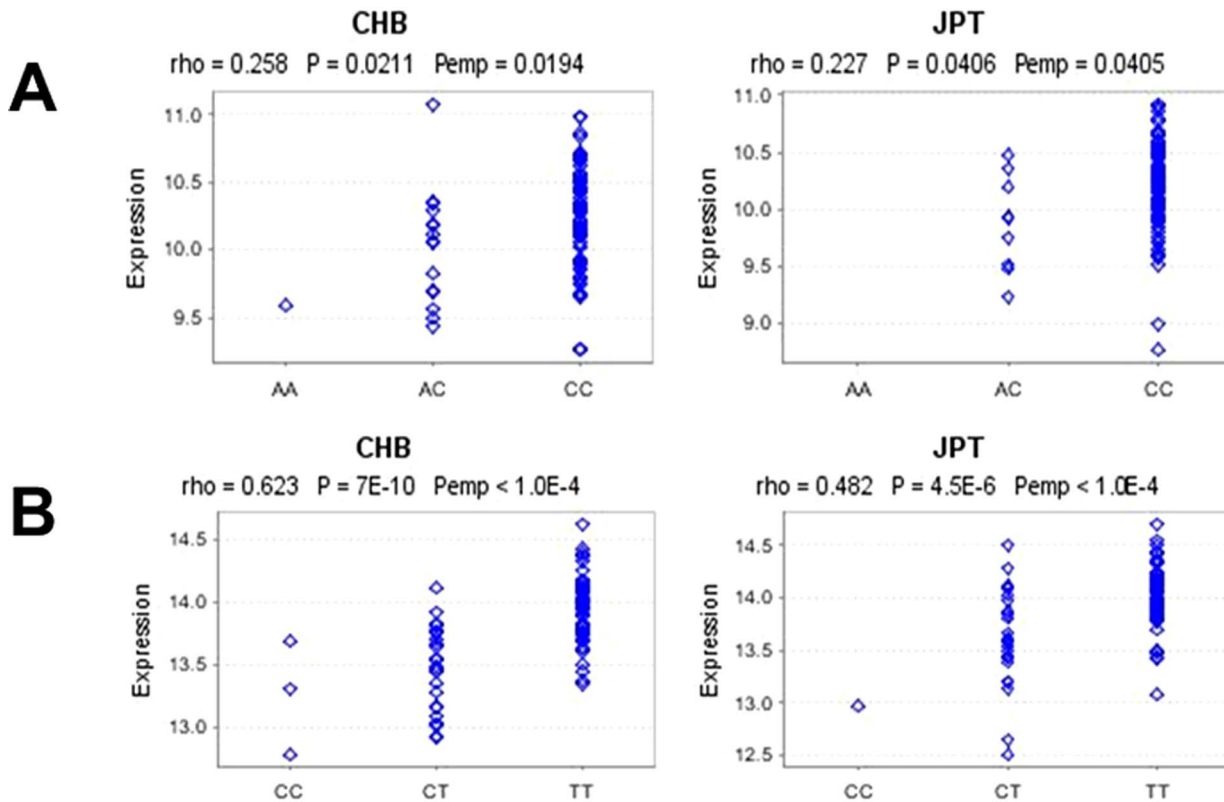 A
CHB
rho = 0.258 P = 0.0211 Pemp = 0.0194
Expression
11.0
10.5
10.0
9.5
AA AC CC
JPT
rho = 0.227 P = 0.0406 Pemp = 0.0405
Expression
11.0
10.5
10.0
9.5
9.0
AA AC CC
B
CHB
rho = 0.623 P = 7E-10 Pemp < 1.0E-4
Expression
14.5
14.0
13.5
13.0
CC CT TT
JPT
rho = 0.482 P = 4.5E-6 Pemp < 1.0E-4
Expression
14.5
14.0
13.5
13.0
12.5
CC CT TT